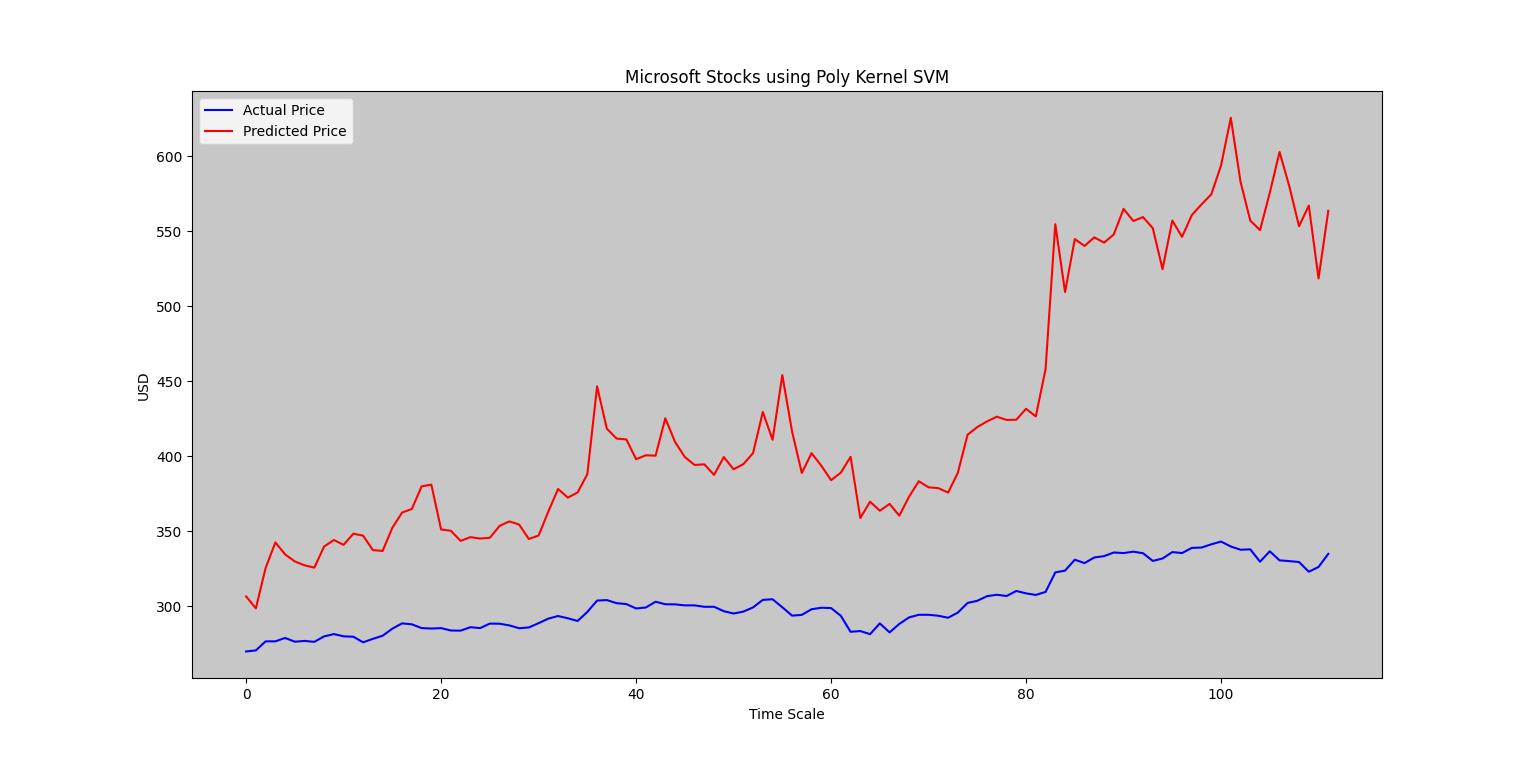 Microsoft Stocks using Poly Kernel SVM
Actual Price
Predicted Price
600
550
500
450
400
350
300
USD
0 20 40 60 80 100
Time Scale